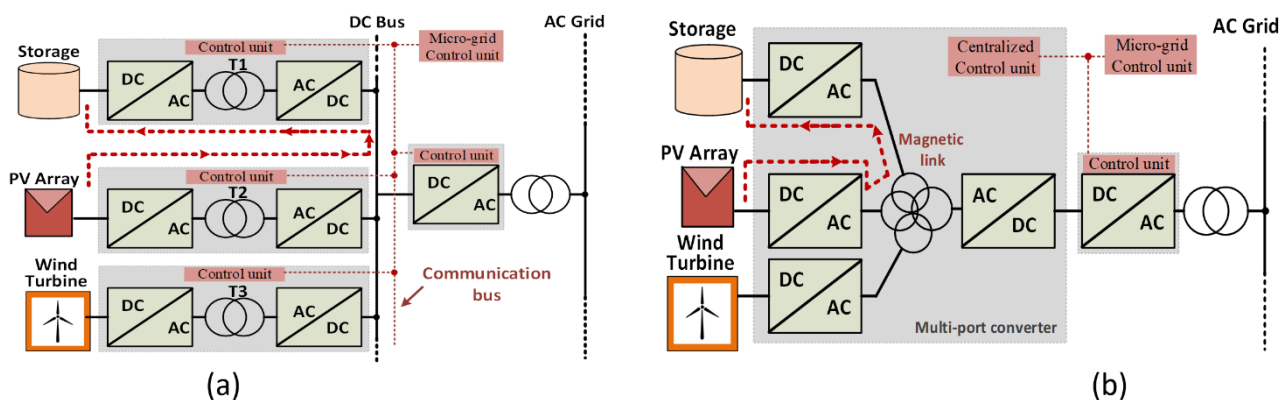 DC Bus
AC Grid
Storage
Control unit
Micro-grid
Control unit
DC
AC
T1
AC
DC
PV Array
Control unit
Control unit
DC
AC
T2
AC
DC
DC
AC
Wind
Turbine
Control unit
DC
AC
T3
AC
DC
Communication
bus
(a)
AC Grid
Storage
Centralized
Control unit
Micro-grid
Control unit
DC
AC
Magnetic
link
PV Array
Control unit
DC
AC
AC
DC
DC
AC
Wind
Turbine
DC
AC
Multi-port converter
(b)